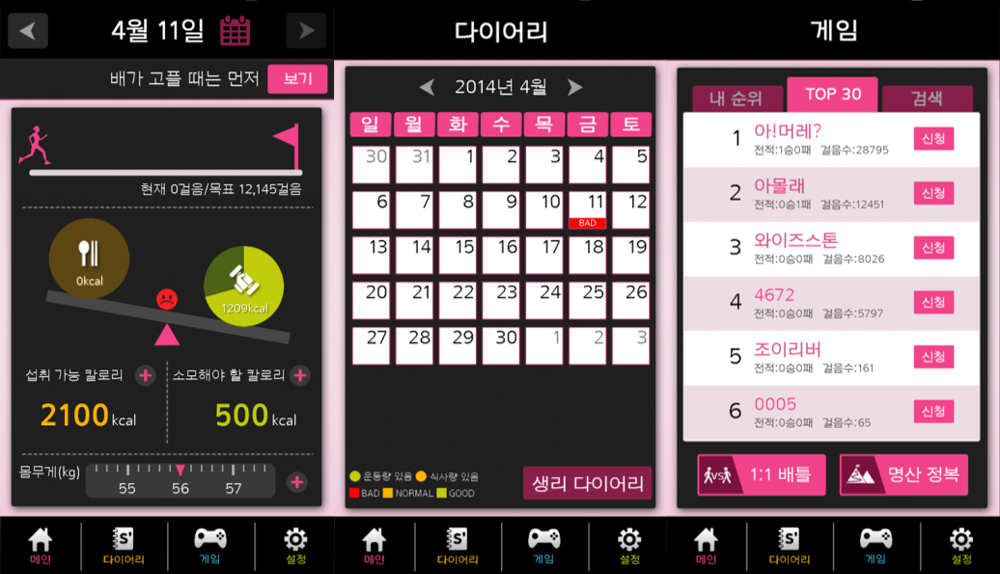 4월 11일
배가 고플 때는 먼저 보기
현재 0걸음/목표 12,145걸음
0kcal
1209kcal
섭취 가능 칼로리 + 소모해야 할 칼로리 +
2100 kcal 500 kcal
몸무게(kg) 55 56 57 +
메인 다이어리 게임 설정
다이어리
2014년 4월
일 월 화 수 목 금 토
30 31 1 2 3 4 5
6 7 8 9 10 11 12
BAD
13 14 15 16 17 18 19
20 21 22 23 24 25 26
27 28 29 30 1 2 3
운동량 있음 식사량 있음
BAD NORMAL GOOD
생리 다이어리
S'
메인 다이어리 게임 설정
게임
내 순위 TOP 30 검색
1 아!머레? 신청
전적:1승0패 걸음수:28795
2 아몰래 신청
전적:0승1패 걸음수:12451
3 와이즈스톤 신청
전적:0승0패 걸음수:8026
4 4672 신청
전적:0승0패 걸음수:5797
5 조이리버 신청
전적:0승0패 걸음수:161
6 0005 신청
전적:0승0패 걸음수:65
VS 1:1 배틀 명산 정복
메인 다이어리 게임 설정